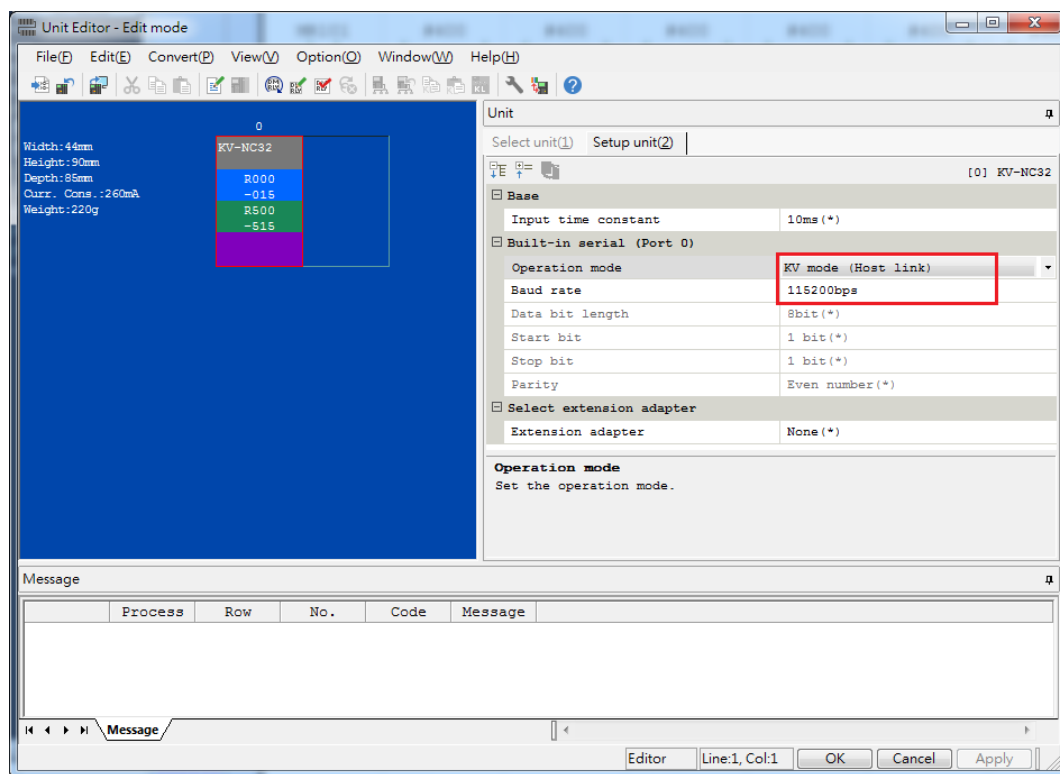 Unit Editor - Edit mode
File(F) Edit(E) Convert(P) View(V) Option(O) Window(W) Help(H)
Width:44mm
Height:90mm
Depth:85mm
Curr. Cons.:260mA
Weight:220g
0
KV-NC32
R000
-015
R500
-515
Unit
Select unit(1) Setup unit(2)
[0] KV-NC32
Base
Input time constant 10ms(*)
Built-in serial (Port 0)
Operation mode KV mode (Host link)
Baud rate 115200bps
Data bit length 8bit(*)
Start bit 1 bit(*)
Stop bit 1 bit(*)
Parity Even number(*)
Select extension adapter
Extension adapter None(*)
Operation mode
Set the operation mode.
Message
Process Row No. Code Message
Message
Editor Line:1, Col:1 OK Cancel Apply